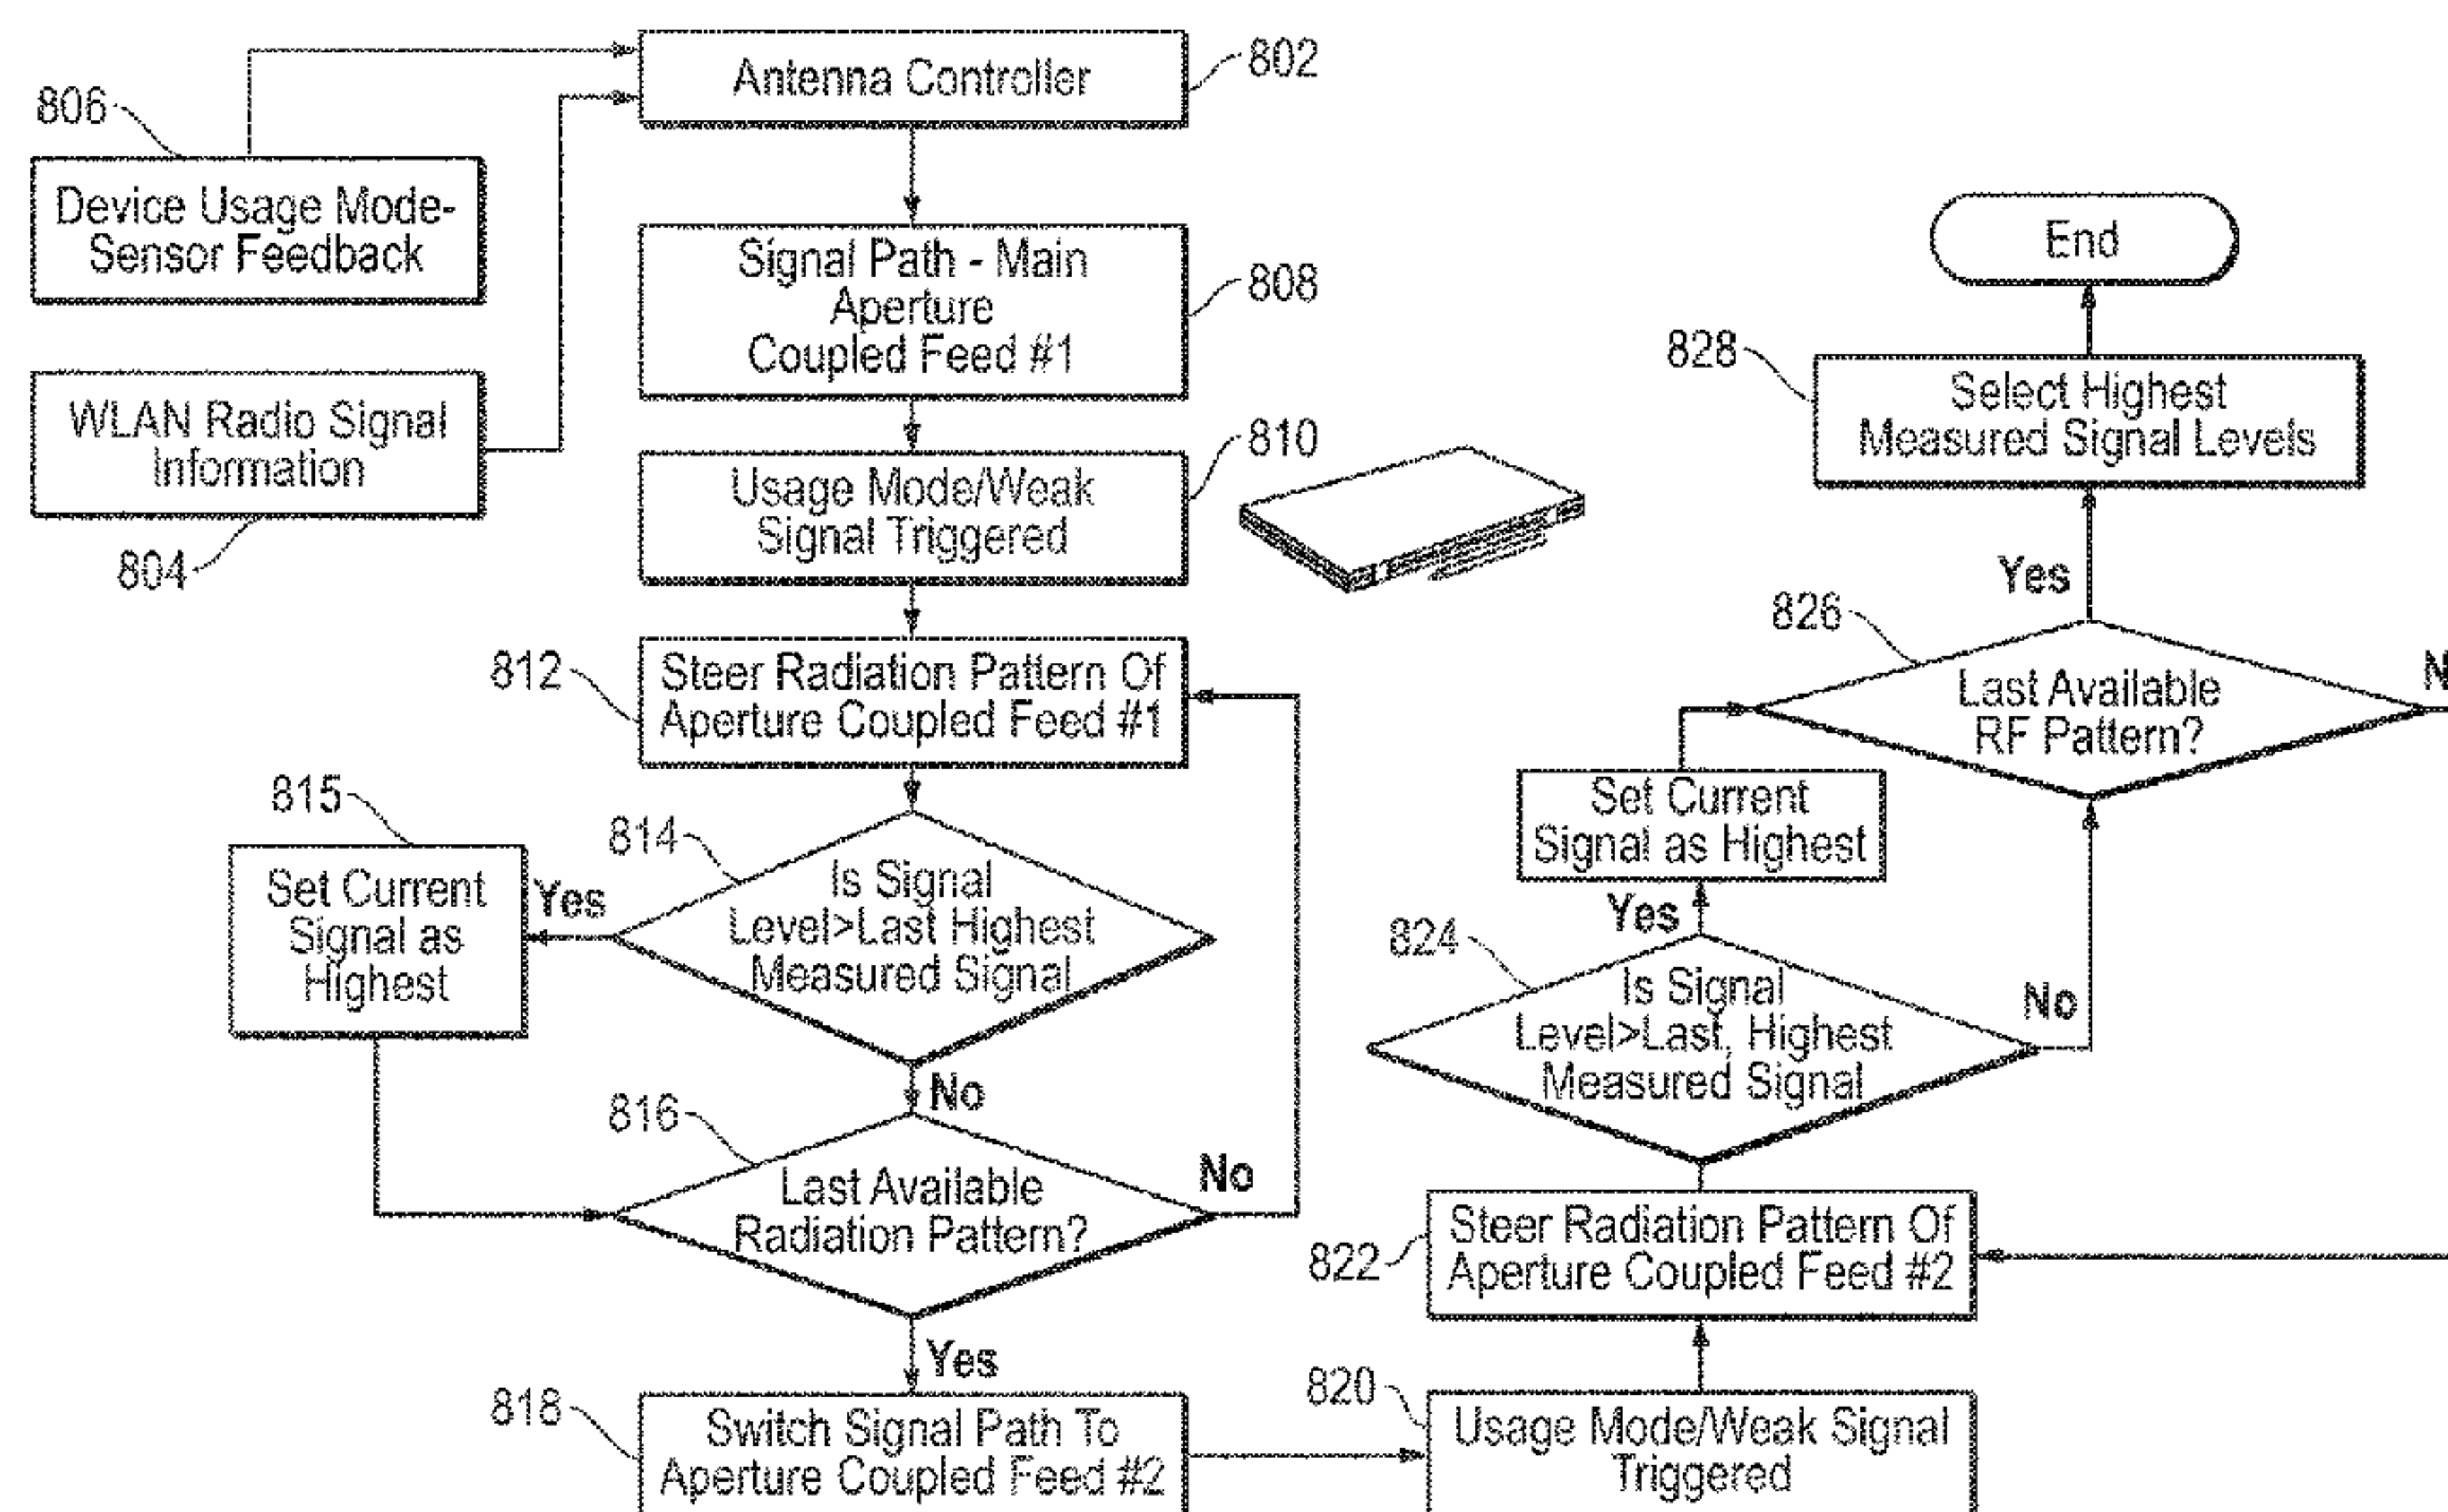 Antenna Controller
802
806
Device Usage Mode-
Sensor Feedback
Signal Path - Main
Aperture
Coupled Feed #1
808
WLAN Radio Signal
Information
804
Usage Mode/Weak
Signal Triggered
810
812
Steer Radiation Pattern Of
Aperture Coupled Feed #1
814
Is Signal
Level>Last Highest
Measured Signal
Yes
815
Set Current
Signal as
Highest
No
816
Last Available
Radiation Pattern?
No
Yes
818
Switch Signal Path To
Aperture Coupled Feed #2
820
Usage Mode/Weak Signal
Triggered
822
Steer Radiation Pattern Of
Aperture Coupled Feed #2
824
Is Signal
Level>Last, Highest
Measured Signal
Yes
No
Set Current
Signal as Highest
826
Last Available
RF Pattern?
N
Yes
828
Select Highest
Measured Signal Levels
End